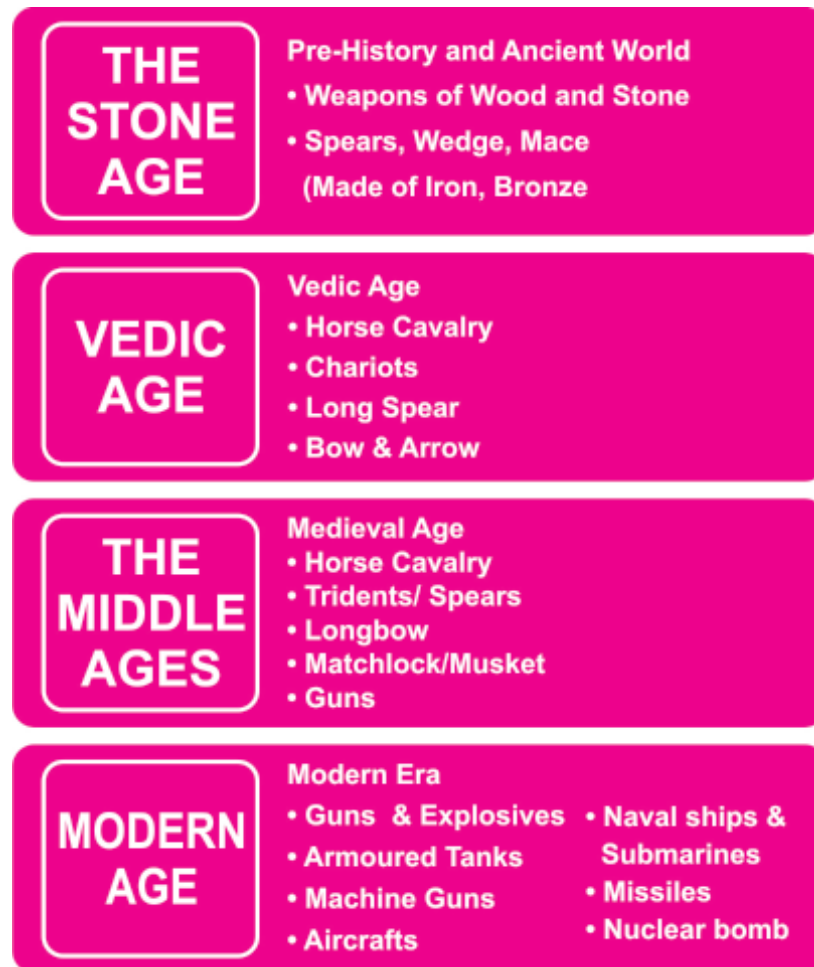 THE
STONE
AGE
Pre-History and Ancient World
• Weapons of Wood and Stone
• Spears, Wedge, Mace
(Made of Iron, Bronze
VEDIC
AGE
Vedic Age
• Horse Cavalry
• Chariots
• Long Spear
• Bow & Arrow
THE
MIDDLE
AGES
Medieval Age
• Horse Cavalry
• Tridents/ Spears
• Longbow
• Matchlock/Musket
• Guns
MODERN
AGE
Modern Era
• Guns & Explosives
• Armoured Tanks
• Machine Guns
• Aircrafts
• Naval ships &
Submarines
• Missiles
• Nuclear bomb